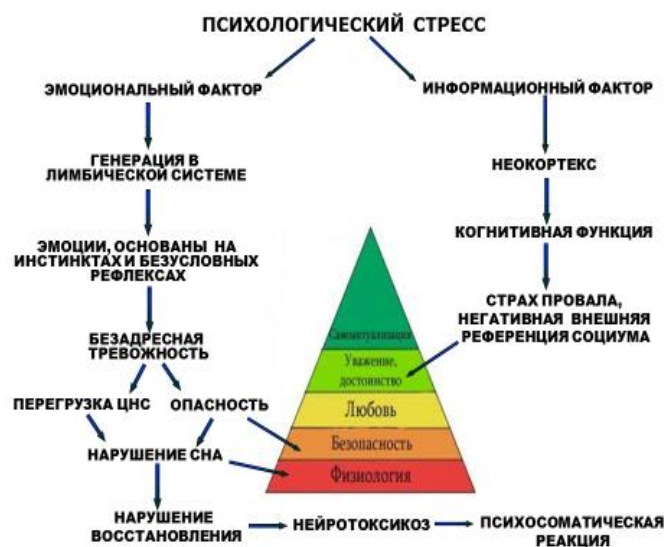 ПСИХОЛОГИЧЕСКИЙ СТРЕСС
ЭМОЦИОНАЛЬНЫЙ ФАКТОР
ИНФОРМАЦИОННЫЙ ФАКТОР
ГЕНЕРАЦИЯ В
ЛИМБИЧЕСКОЙ СИСТЕМЕ
НЕОКОРТЕКС
КОГНИТИВНАЯ ФУНКЦИЯ
ЭМОЦИИ, ОСНОВАНЫ НА
ИНСТИНКТАХ И БЕЗУСЛОВНЫХ
РЕФЛЕКСАХ
СТРАХ ПРОВАЛА,
НЕГАТИВНАЯ ВНЕШНЯЯ
РЕФЕРЕНЦИЯ СОЦИУМА
БЕЗАДРЕСНАЯ
ТРЕВОЖНОСТЬ
Самоактуализация
Уважение,
достоинство
ПЕРЕГРУЗКА ЦНС
ОПАСНОСТЬ
Любовь
Безопасность
НАРУШЕНИЕ СНА
Физиология
НАРУШЕНИЕ
ВОССТАНОВЛЕНИЯ
НЕЙРОТОКСИКОЗ
ПСИХОСОМАТИЧЕСКАЯ
РЕАКЦИЯ